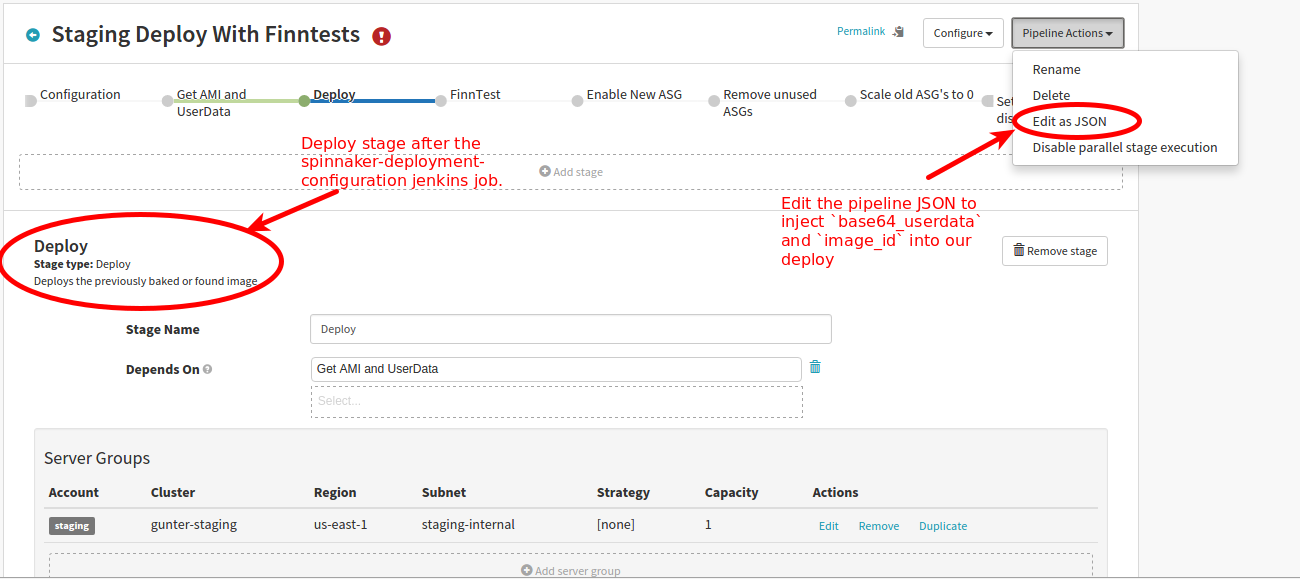 Staging Deploy With Finntests
Permalink
Configure
Pipeline Actions
Rename
Delete
Edit as JSON
Disable parallel stage execution
Configuration
Get AMI and
UserData
Deploy
FinnTest
Enable New ASG
Remove unused
ASGs
Scale old ASG's to 0
Set
dis
Deploy stage after the
spinnaker-deployment-
configuration jenkins job.
Add stage
Edit the pipeline JSON to
inject `base64_userdata`
and `image_id` into our
deploy
Deploy
Stage type: Deploy
Deploys the previously baked or found image
Remove stage
Stage Name
Deploy
Depends On
Get AMI and UserData
Select...
Server Groups
Account Cluster Region Subnet Strategy Capacity Actions
staging gunter-staging us-east-1 staging-internal [none] 1 Edit Remove Duplicate
Add server group